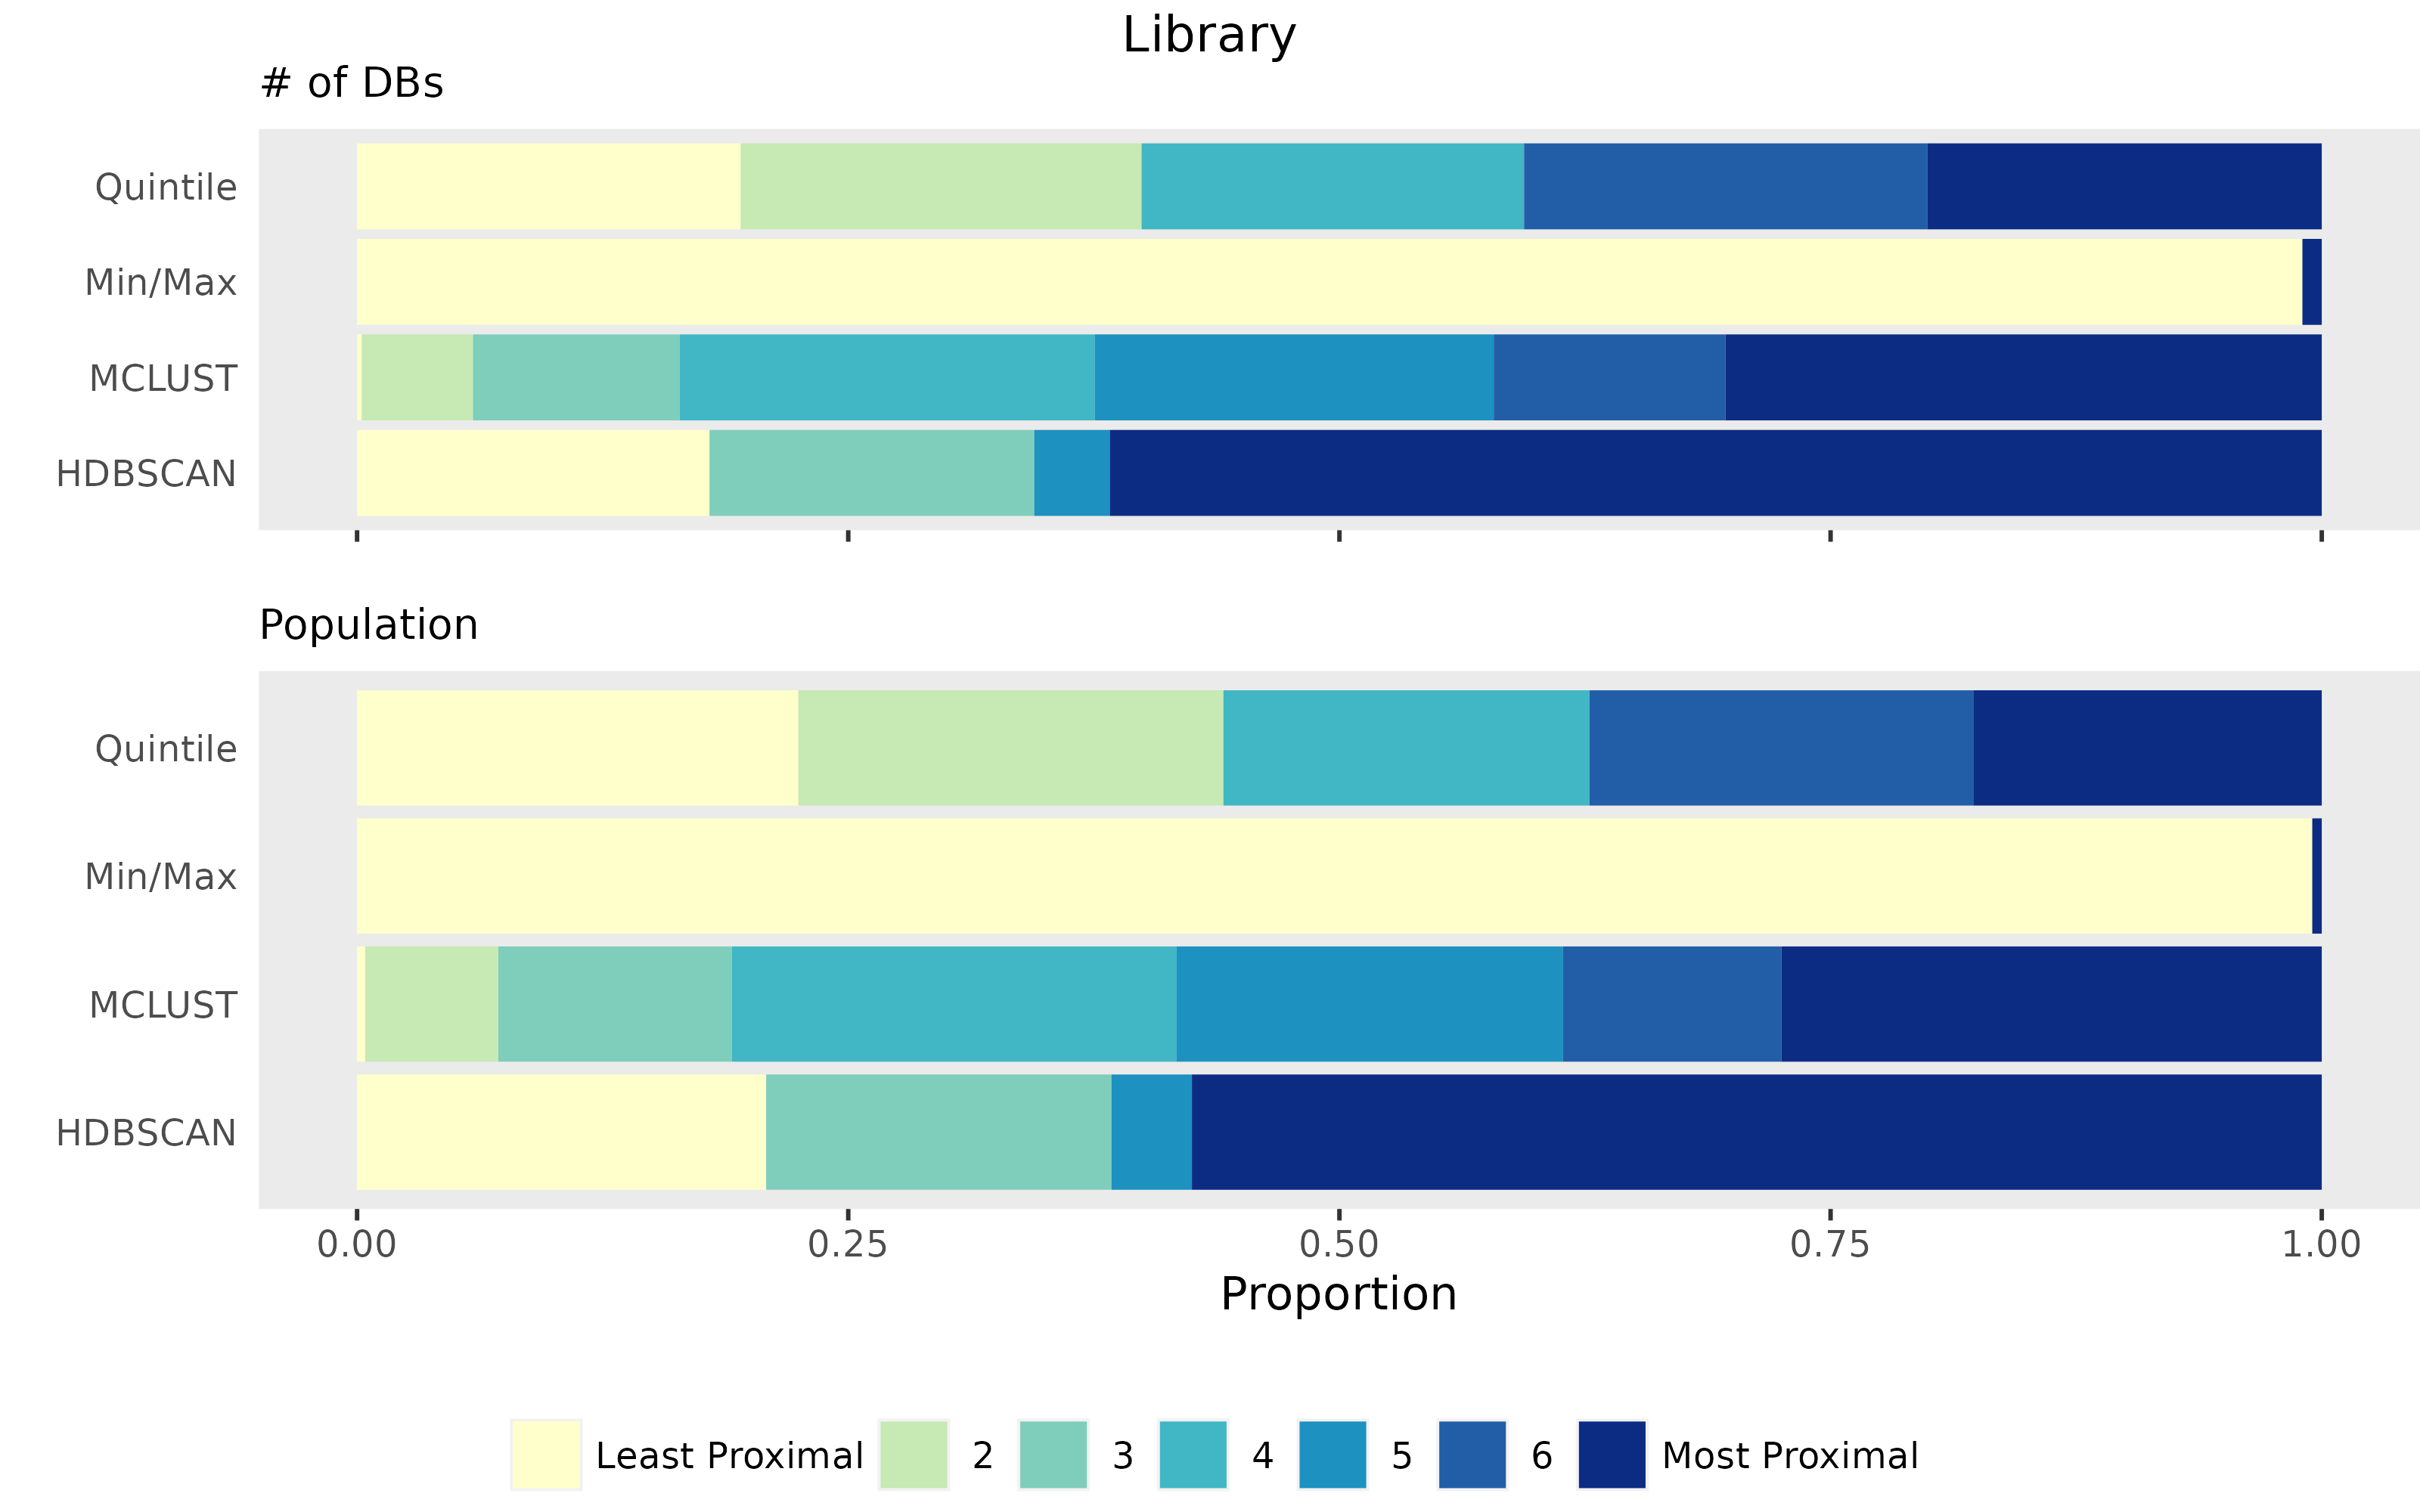 Library
# of DBs
Quintile
Min/Max
MCLUST
HDBSCAN
Population
Quintile
Min/Max
MCLUST
HDBSCAN
0.00 0.25 0.50 0.75 1.00
Proportion
Least Proximal 2 3 4 5 6 Most Proximal